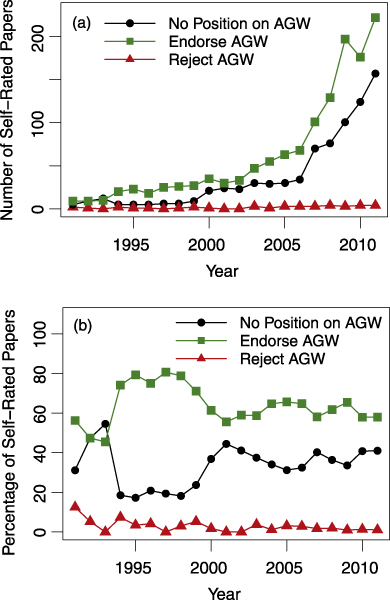 (a)
No Position on AGW
Endorse AGW
Reject AGW
Number of Self−Rated Papers
200
100
0
1995 2000 2005 2010
Year
(b)
No Position on AGW
Endorse AGW
Reject AGW
Percentage of Self−Rated Papers
100
80
60
40
20
0
1995 2000 2005 2010
Year